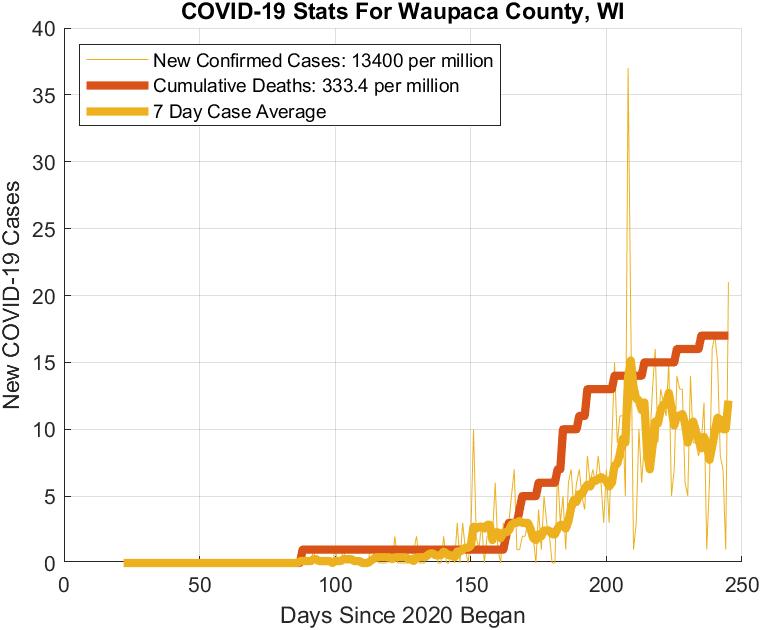 COVID-19 Stats For Waupaca County, WI
New Confirmed Cases: 13400 per million
Cumulative Deaths: 333.4 per million
7 Day Case Average
New COVID-19 Cases
40
35
30
25
20
15
10
5
0
0 50 100 150 200 250
Days Since 2020 Began